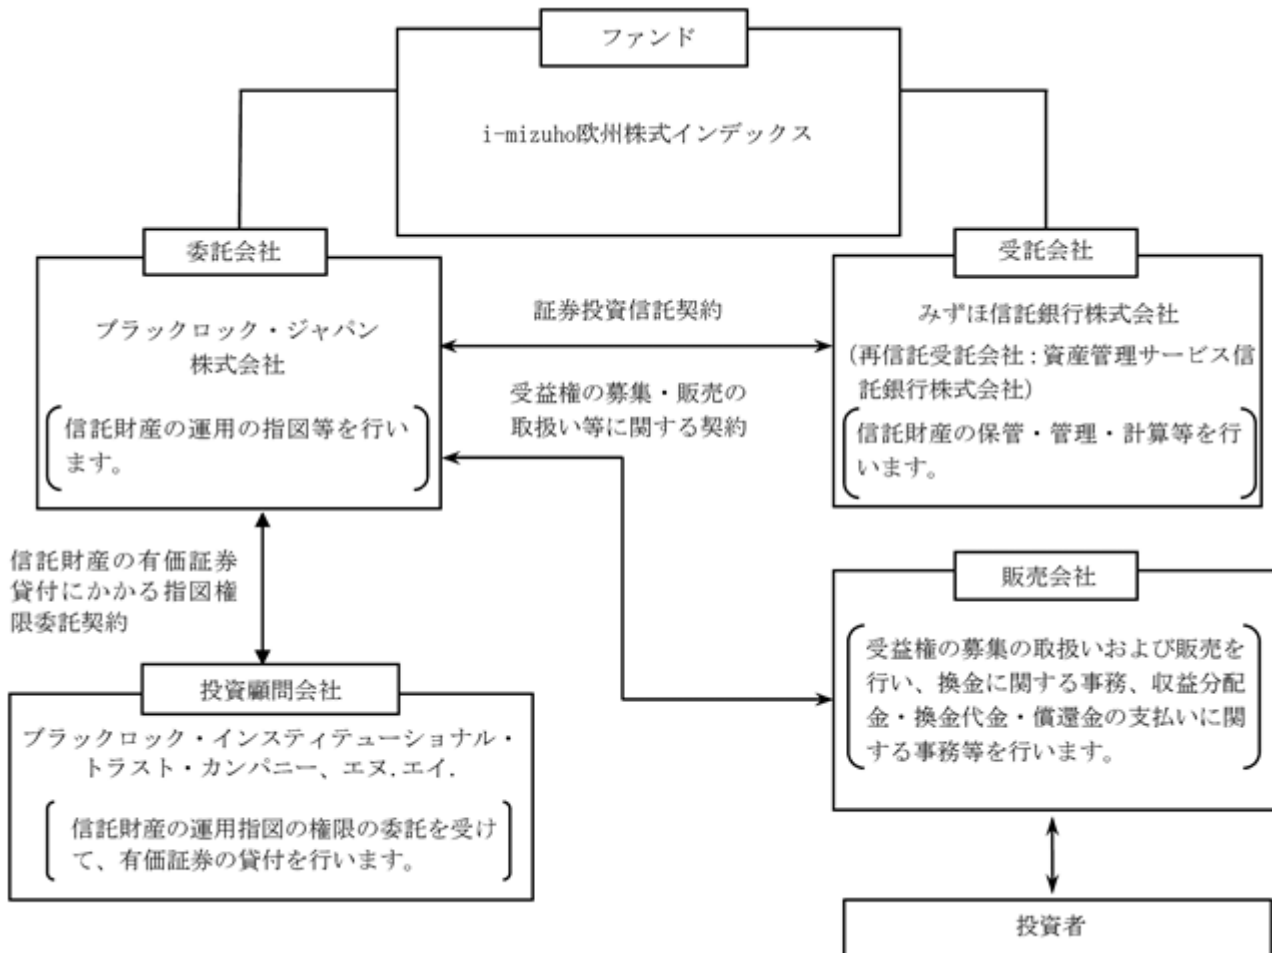 ファンド
i-mizuho欧州株式インデックス
委託会社
ブラックロック・ジャパン
株式会社
信託財産の運用の指図等を行い
ます。
証券投資信託契約
受益権の募集・販売の
取扱い等に関する契約
受託会社
みずほ信託銀行株式会社
(再信託受託会社:資産管理サービス信
託銀行株式会社)
信託財産の保管・管理・計算等を行
います。
信託財産の有価証券
貸付にかかる指図権
限委託契約
投資顧問会社
ブラックロック・インスティテューショナル・
トラスト・カンパニー、エヌ.エイ.
信託財産の運用指図の権限の委託を受け
て、有価証券の貸付を行います。
販売会社
受益権の募集の取扱いおよび販売を
行い、換金に関する事務、収益分配
金・換金代金・償還金の支払いに関
する事務等を行います。
投資者